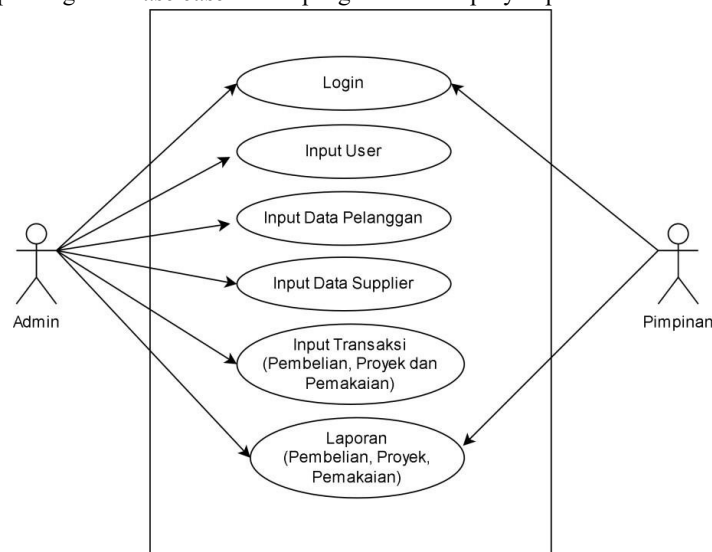 Login
Input User
Input Data Pelanggan
Input Data Supplier
Admin
Pimpinan
Input Transaksi
(Pembelian, Proyek dan
Pemakaian)
Laporan
(Pembelian, Proyek,
Pemakaian)